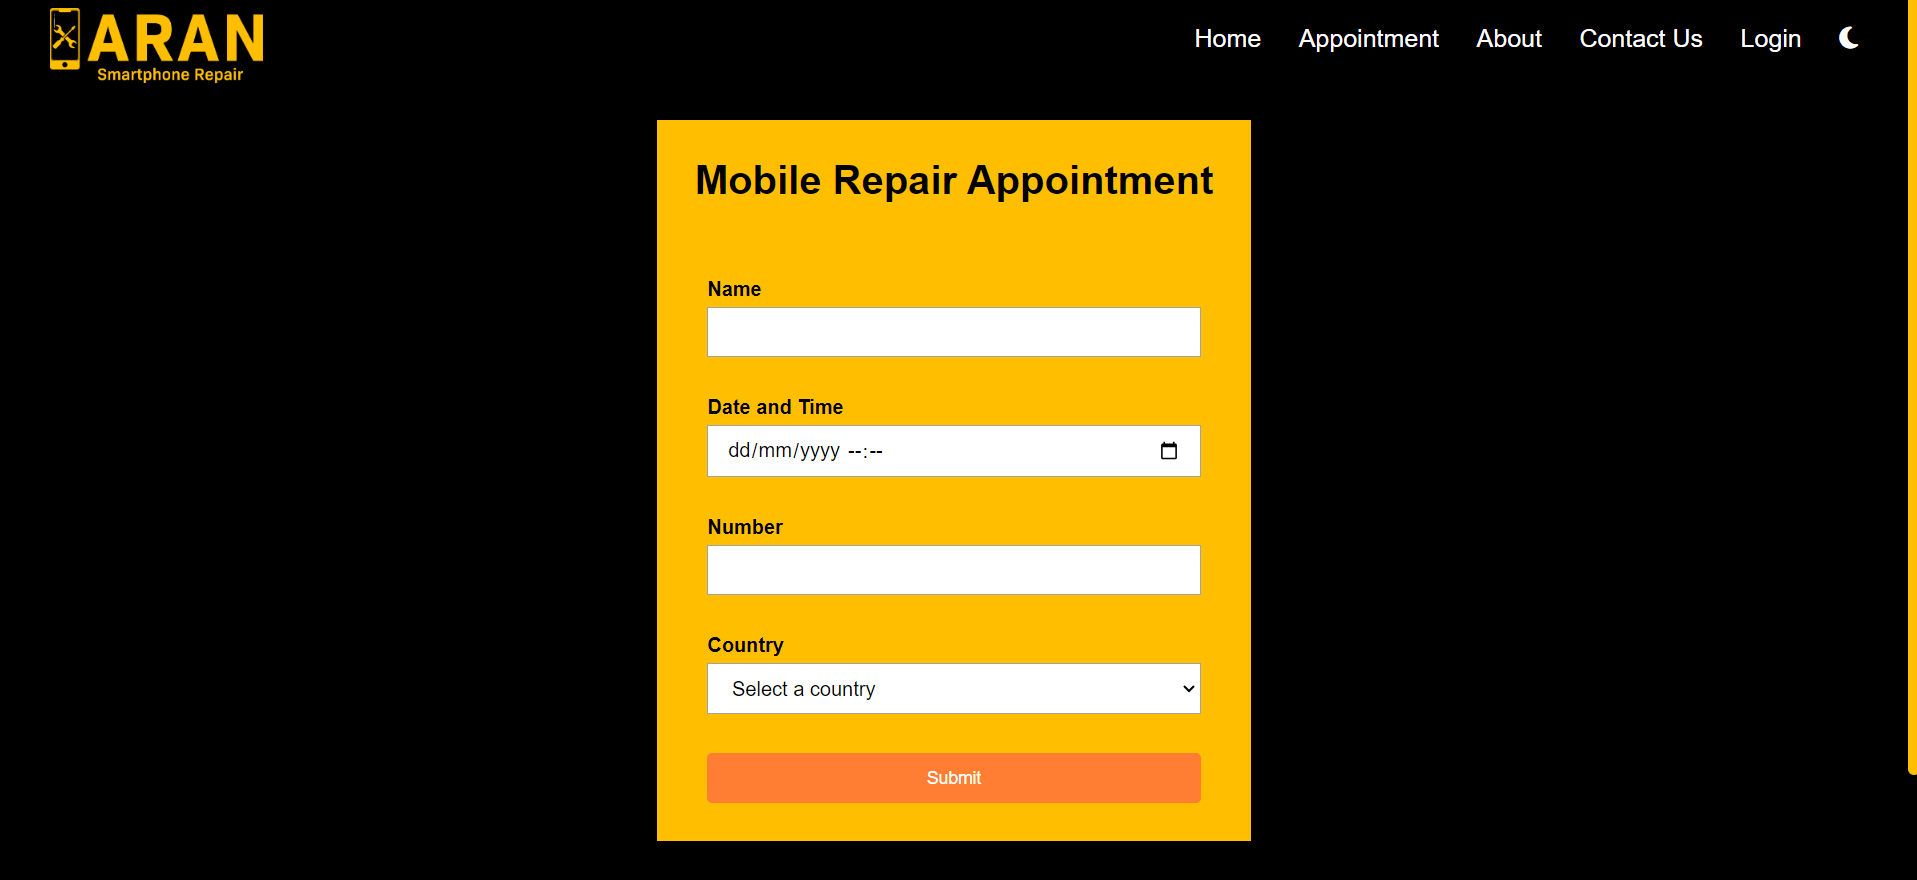 ARAN
Smartphone Repair
Home Appointment About Contact Us Login
Mobile Repair Appointment
Name
Date and Time
dd/mm/yyyy --:--
Number
Country
Select a country
Submit